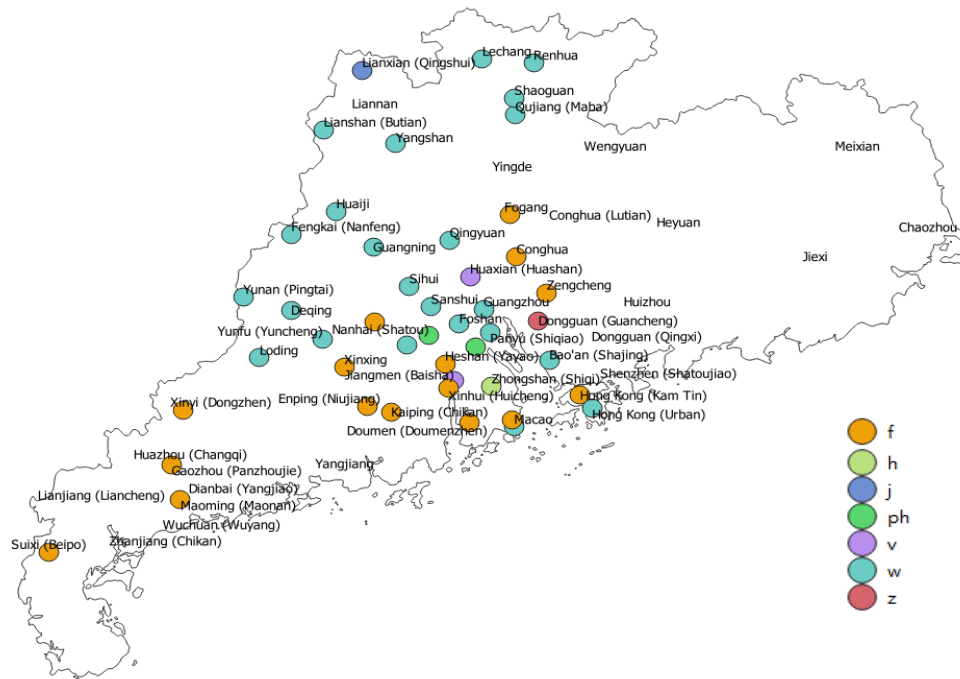 Lechang
Renhua
Lianxian (Qingshui)
Shaoguan
Liannan
Qujiang (Maba)
Lianshan (Butian)
Yangshan
Wengyuan
Meixian
Yingde
Huaiji
Fogang
Conghua (Lutian)
Heyuan
Fengkai (Nanfeng)
Chaozhou
Qingyuan
Guangning
Conghua
Jiexi
Huaxian (Huashan)
Sihui
Zengcheng
Yunan (Pingtai)
Sanshui
Guangzhou
Huizhou
Deqing
Foshan
Dongguan (Guancheng)
Yunfu (Yuncheng)
Nanhai (Shatou)
Panyu (Shiqiao)
Dongguan (Qingxi)
Loding
Xinxing
Heshan (Yayao)
Bao'an (Shajing)
Jiangmen (Baisha)
Zhongshan (Shiqi)
Shenzhen (Shatoujiao)
Xinyi (Dongzhen)
Enping (Niujiang)
Xinhui (Huicheng)
Hong Kong (Kam Tin)
Kaiping (Chikan)
Macao
Hong Kong (Urban)
Doumen (Doumenzhen)
Huazhou (Changqi)
Yangjiang
Gaozhou (Panzhoujie)
Lianjiang (Liancheng)
Dianbai (Yangjiao)
Maoming (Maonan)
Wuchuan (Wuyang)
Suixi (Beipo)
Zhanjiang (Chikan)
f
h
j
ph
v
w
z